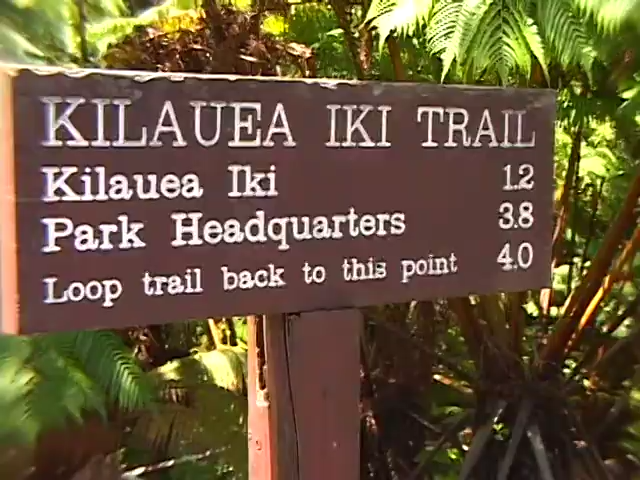 KILAUEA IKI TRAIL
Kilauea Iki 1.2
Park Headquarters 3.8
Loop trail back to this point 4.0